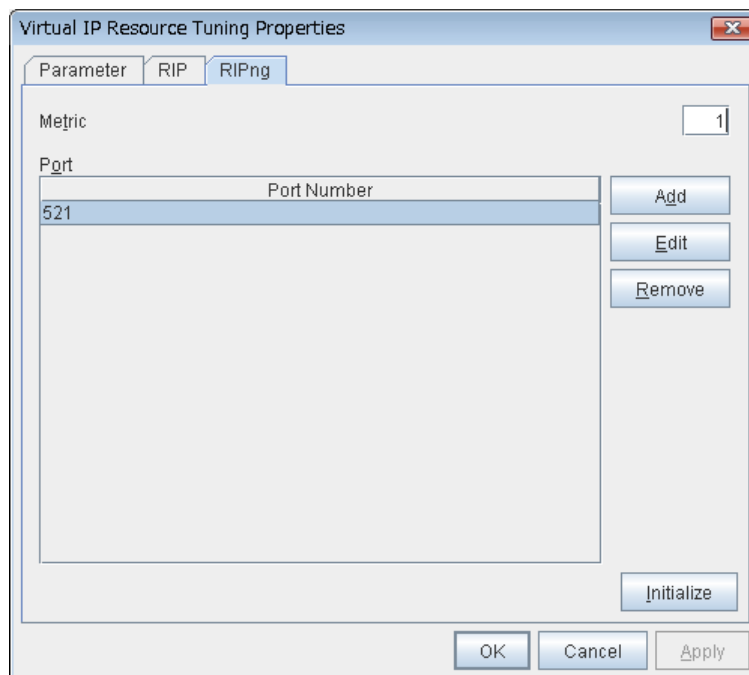 Virtual IP Resource Tuning Properties
Parameter RIP RIPng
Metric 1
Port
Port Number
521
Add
Edit
Remove
Initialize
OK Cancel Apply